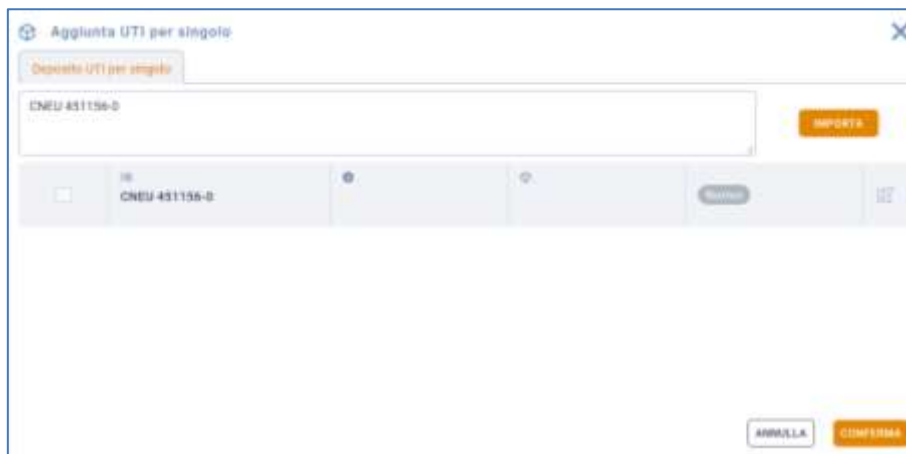 Aggiunta UTI per singolo
Deposito UTI per singolo
CNEU 451156-0
IMPORTA
CNEU 451156-0
ANNULLA
CONFERMA